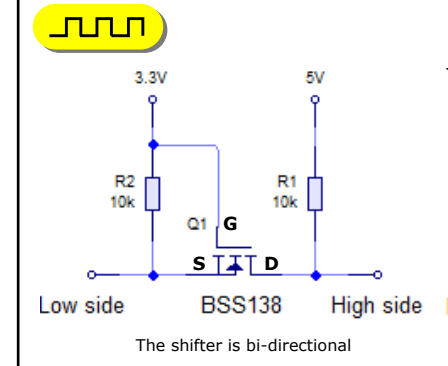 3.3V 5V
R2 R1
10k 10k
Q1 G
S D
Low side BSS138 High side
The shifter is bi-directional